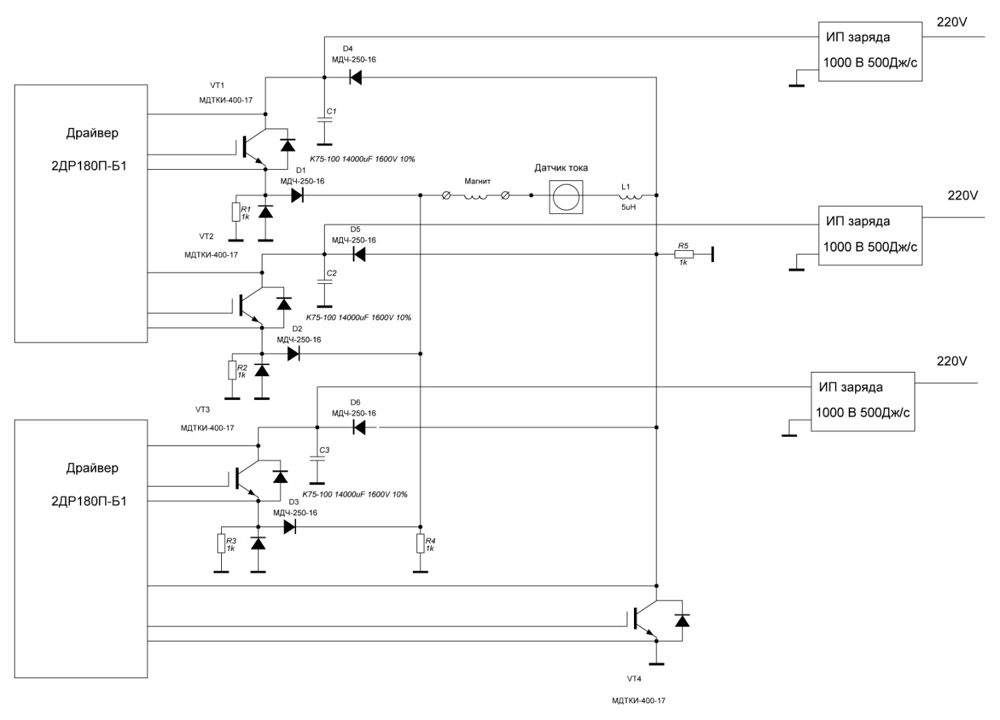 220V
ИП заряда
1000 В 500Дж/с
D4
МДЧ-250-16
VT1
МДТКИ-400-17
C1
Драйвер
2ДР180П-Б1
K75-100 14000uF 1600V 10%
D1
МДЧ-250-16
Магнит
Датчик тока
L1
5uH
R1
1k
220V
ИП заряда
1000 В 500Дж/с
VT2
МДТКИ-400-17
D5
МДЧ-250-16
R5
1k
C2
K75-100 14000uF 1600V 10%
D2
МДЧ-250-16
R2
1k
220V
ИП заряда
1000 В 500Дж/с
VT3
МДТКИ-400-17
D6
МДЧ-250-16
C3
Драйвер
2ДР180П-Б1
K75-100 14000uF 1600V 10%
D3
МДЧ-250-16
R3
1k
R4
1k
VT4
МДТКИ-400-17